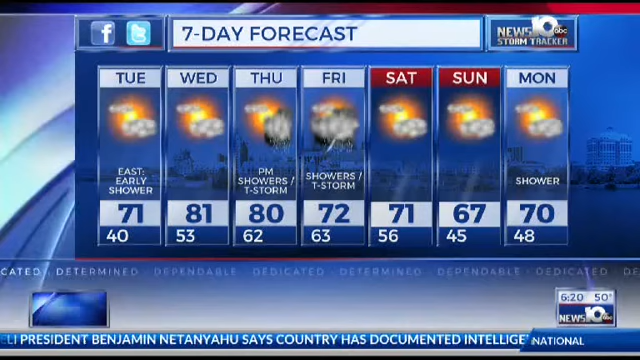 7-DAY FORECAST
NEWS 10 abc
STORM TRACKER
TUE WED THU FRI SAT SUN MON
EAST: EARLY SHOWER
PM SHOWERS / T-STORM
SHOWERS / T-STORM
SHOWER
71 81 80 72 71 67 70
40 53 62 63 56 45 48
CATED - DETERMINED - DEPENDABLE - DEDICATED - DETERMINED - DEPENDABLE - DEDICATED - DE
6:20 50°
NEWS 10 abc
ELI PRESIDENT BENJAMIN NETANYAHU SAYS COUNTRY HAS DOCUMENTED INTELLIGE
NATIONAL